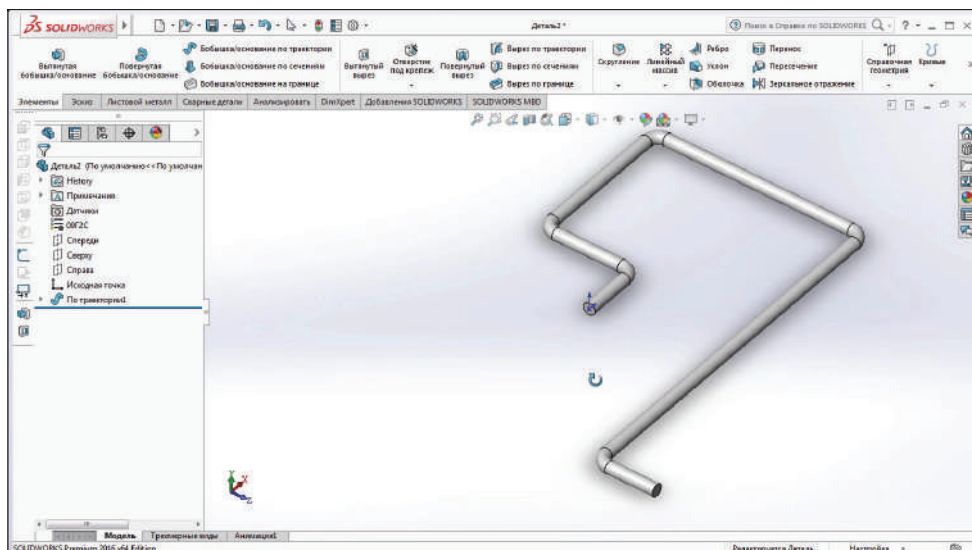 SOLIDWORKS
Деталь2 *
Поиск в Справке по SOLIDWORKS
Вытянутая бобышка/основание
Повернутая бобышка/основание
Бобышка/основание по траектории
Бобышка/основание по сечениям
Бобышка/основание на границе
Вытянутый вырез
Отверстие под крепеж
Повернутый вырез
Вырез по траектории
Вырез по сечениям
Вырез по границе
Скругление
Линейный массив
Ребро
Уклон
Оболочка
Перенос
Пересечение
Зеркальное отражение
Справочная геометрия
Кривые
Элементы
Эскиз
Листовой металл
Сварные детали
Анализировать
DimXpert
Добавления SOLIDWORKS
SOLIDWORKS MBD
Деталь2 (По умолчанию<<По умолчан
History
Примечания
Датчики
09Г2С
Спереди
Сверху
Справа
Исходная точка
По траектории1
Y
X
Z
Модель
Трехмерные виды
Анимация1
SOLIDWORKS Premium 2016 x64 Edition
Редактируется Деталь
Настройка